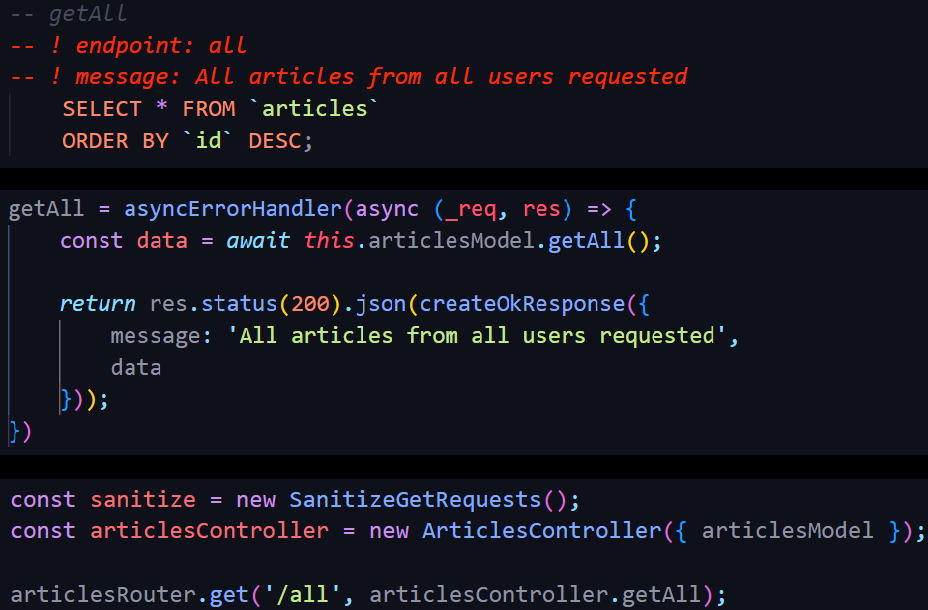 -- getAll
-- ! endpoint: all
-- ! message: All articles from all users requested
SELECT * FROM `articles`
ORDER BY `id` DESC;
getAll = asyncErrorHandler(async (_req, res) => {
const data = await this.articlesModel.getAll();
return res.status(200).json(createOkResponse({
message: 'All articles from all users requested',
data
}));
})
const sanitize = new SanitizeGetRequests();
const articlesController = new ArticlesController({ articlesModel });
articlesRouter.get('/all', articlesController.getAll);